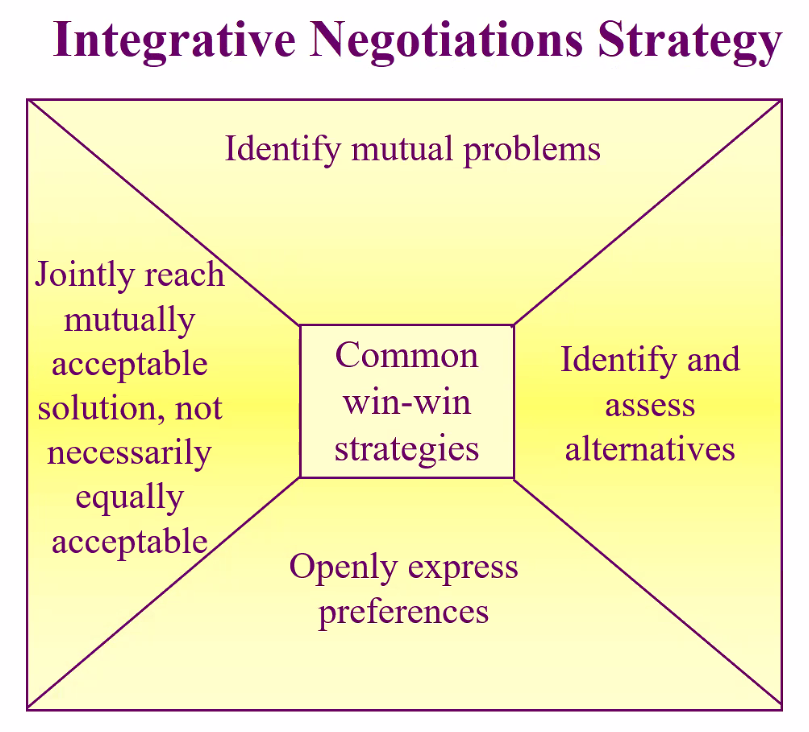 Integrative Negotiations Strategy
Identify mutual problems
Jointly reach
mutually
acceptable
solution, not
necessarily
equally
acceptable
Common
win-win
strategies
Identify and
assess
alternatives
Openly express
preferences